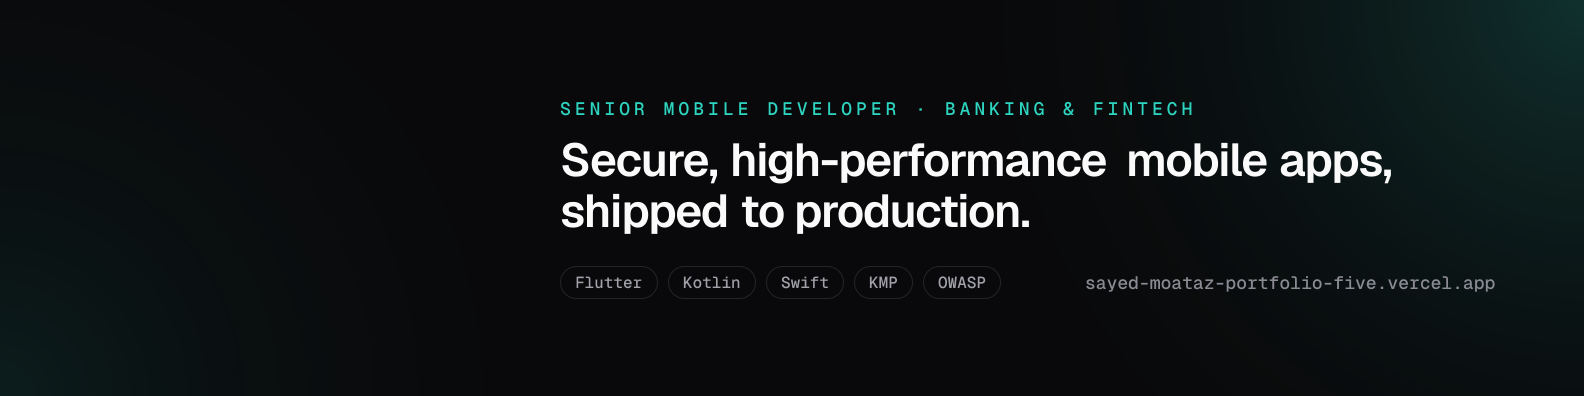 SENIOR MOBILE DEVELOPER · BANKING & FINTECH
Secure, high-performance mobile apps,
shipped to production.
Flutter Kotlin Swift KMP OWASP sayed-moataz-portfolio-five.vercel.app